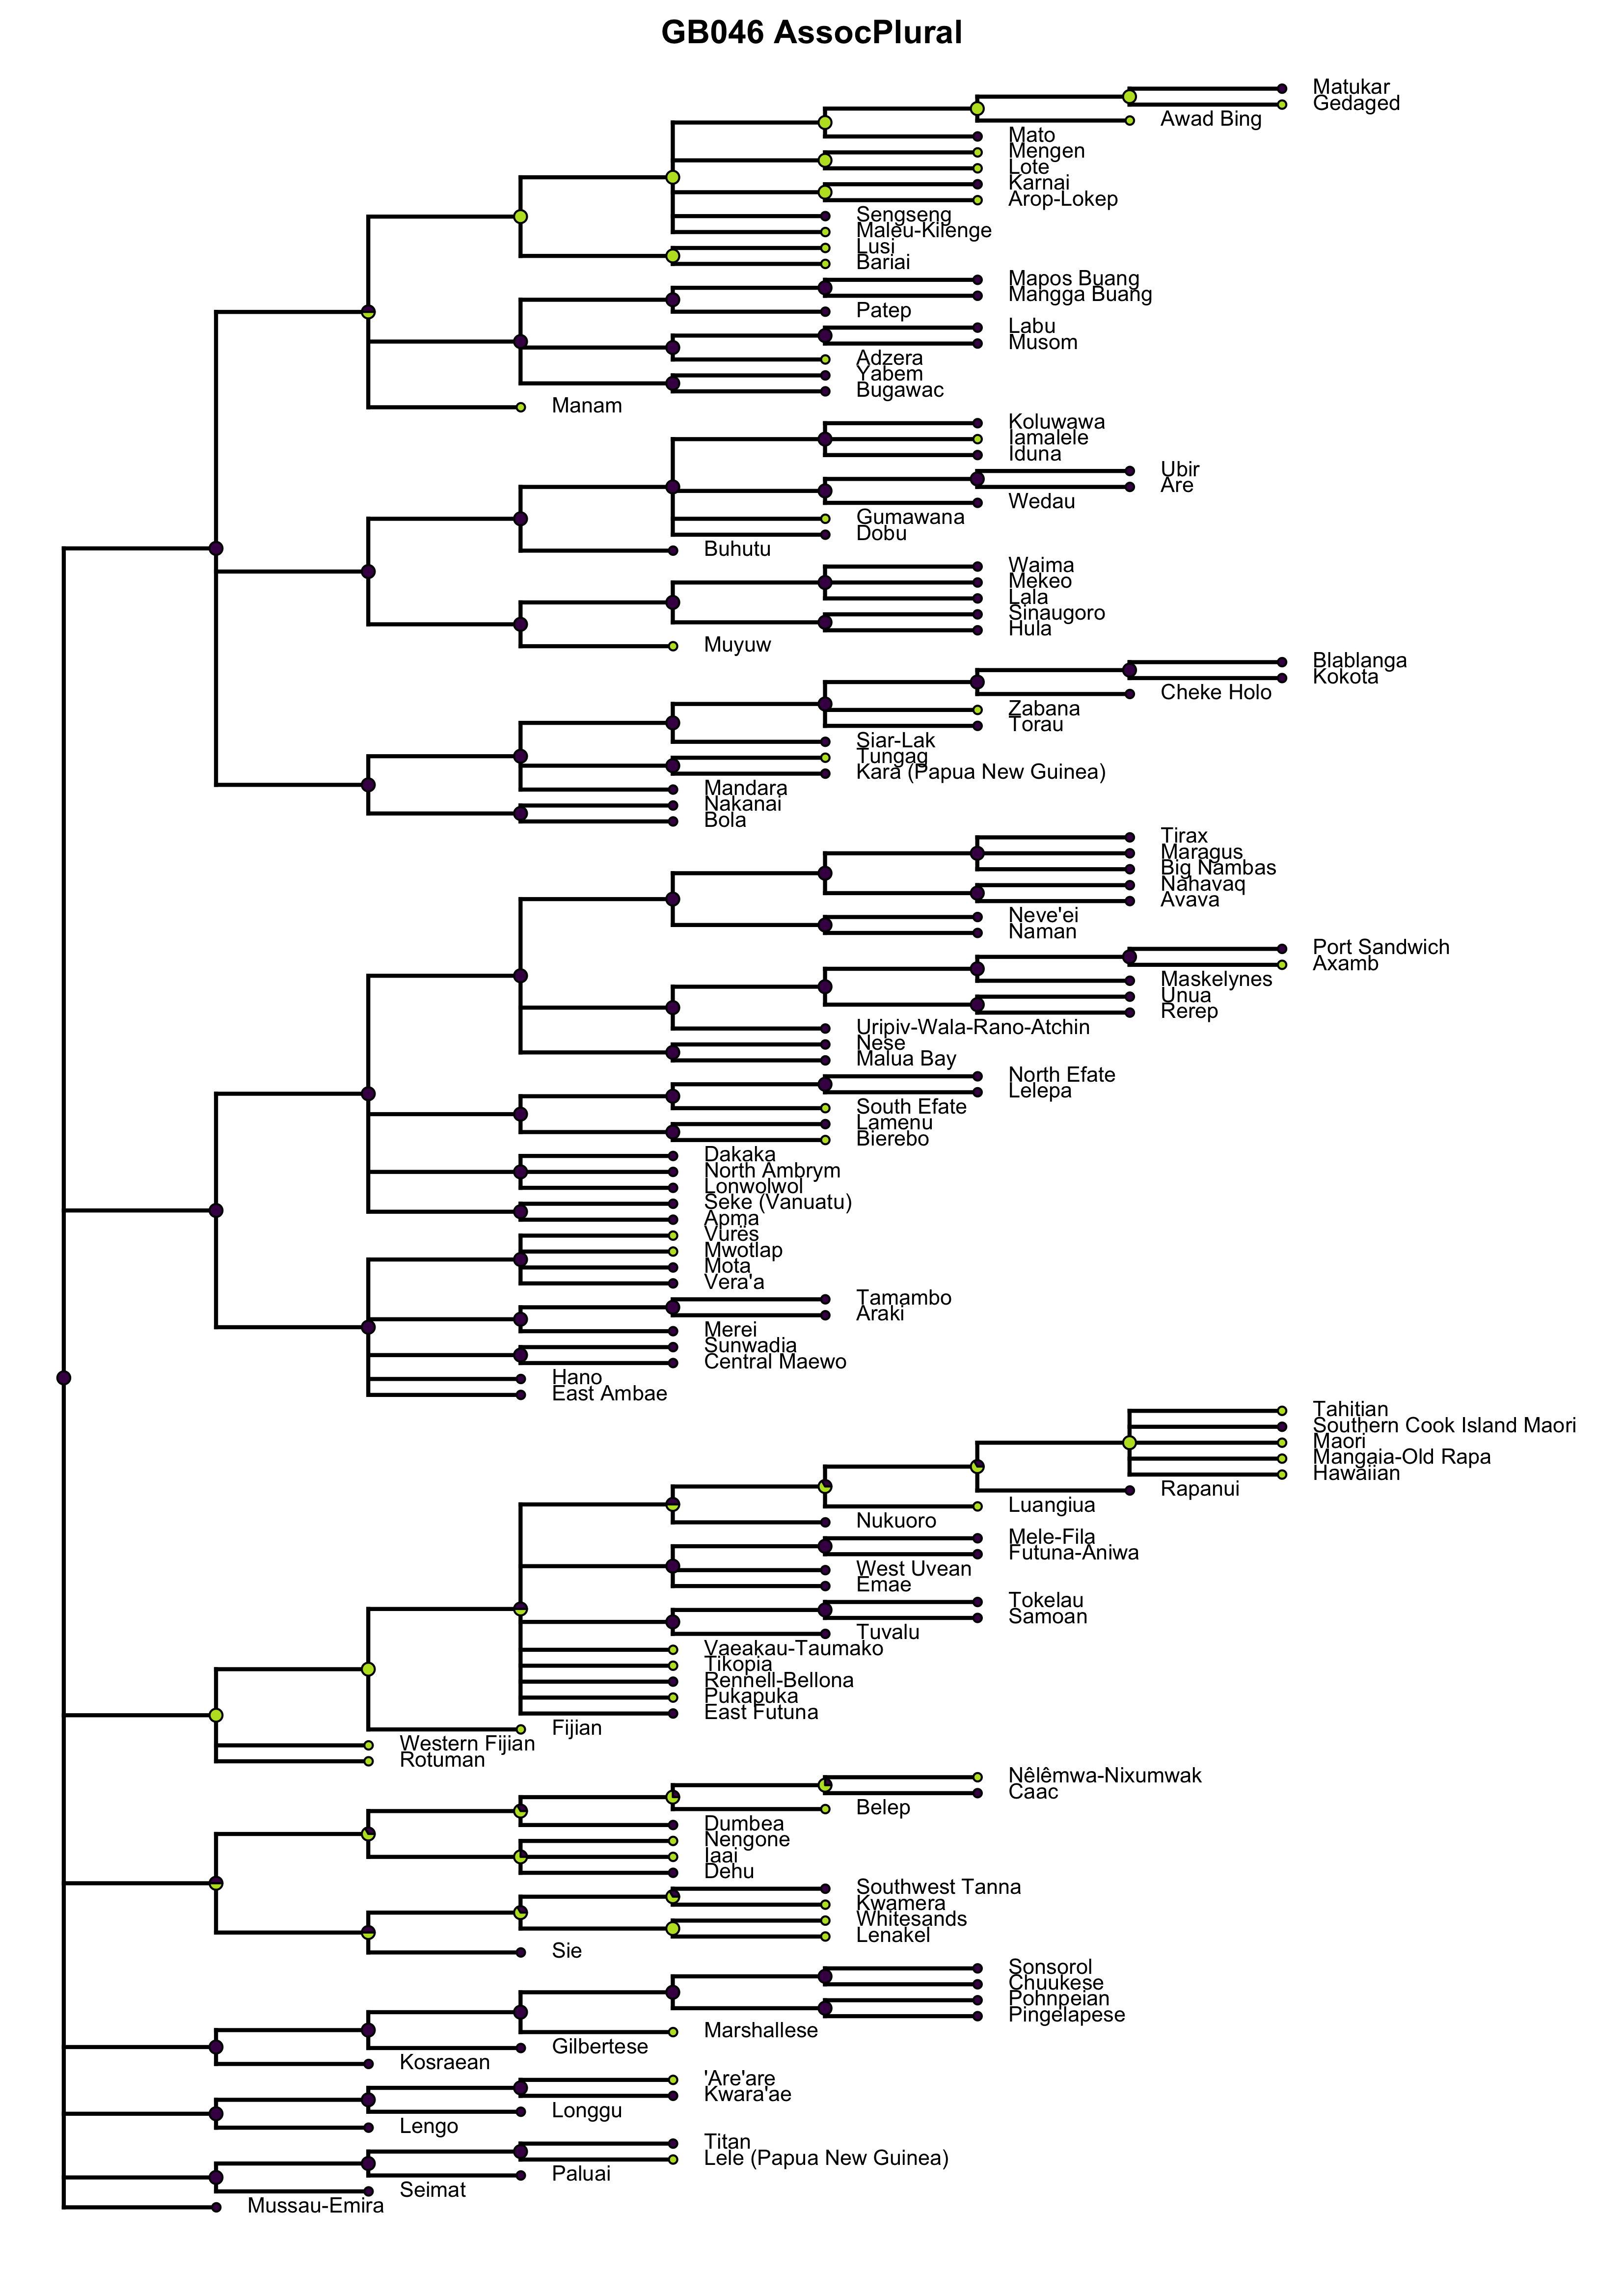 GB046 AssocPlural
Matukar
Gedaged
Awad Bing
Mato
Mengen
Lote
Karnai
Arop-Lokep
Sengseng
Maleu-Kilenge
Lusi
Bariai
Mapos Buang
Mangga Buang
Patep
Labu
Musom
Adzera
Yabem
Bugawac
Manam
Koluwawa
Iamalele
Iduna
Ubir
Are
Wedau
Gumawana
Dobu
Buhutu
Waima
Mekeo
Lala
Sinaugoro
Hula
Muyuw
Blablanga
Kokota
Cheke Holo
Zabana
Torau
Siar-Lak
Tungag
Kara (Papua New Guinea)
Mandara
Nakanai
Bola
Tirax
Maragus
Big Nambas
Nahavaq
Avava
Neve'ei
Naman
Port Sandwich
Axamb
Maskelynes
Unua
Rerep
Uripiv-Wala-Rano-Atchin
Nese
Malua Bay
North Efate
Lelepa
South Efate
Lamenu
Bierebo
Dakaka
North Ambrym
Lonwolwol
Seke (Vanuatu)
Apma
Vurës
Mwotlap
Mota
Vera'a
Tamambo
Araki
Merei
Sunwadia
Central Maewo
Hano
East Ambae
Tahitian
Southern Cook Island Maori
Maori
Mangaia-Old Rapa
Hawaiian
Rapanui
Luangiua
Nukuoro
Mele-Fila
Futuna-Aniwa
West Uvean
Emae
Tokelau
Samoan
Tuvalu
Vaeakau-Taumako
Tikopia
Rennell-Bellona
Pukapuka
East Futuna
Fijian
Western Fijian
Rotuman
Nêlêmwa-Nixumwak
Caac
Belep
Dumbea
Nengone
Iaai
Dehu
Southwest Tanna
Kwamera
Whitesands
Lenakel
Sie
Sonsorol
Chuukese
Pohnpeian
Pingelapese
Marshallese
Gilbertese
Kosraean
'Are'are
Kwara'ae
Longgu
Lengo
Titan
Lele (Papua New Guinea)
Paluai
Seimat
Mussau-Emira